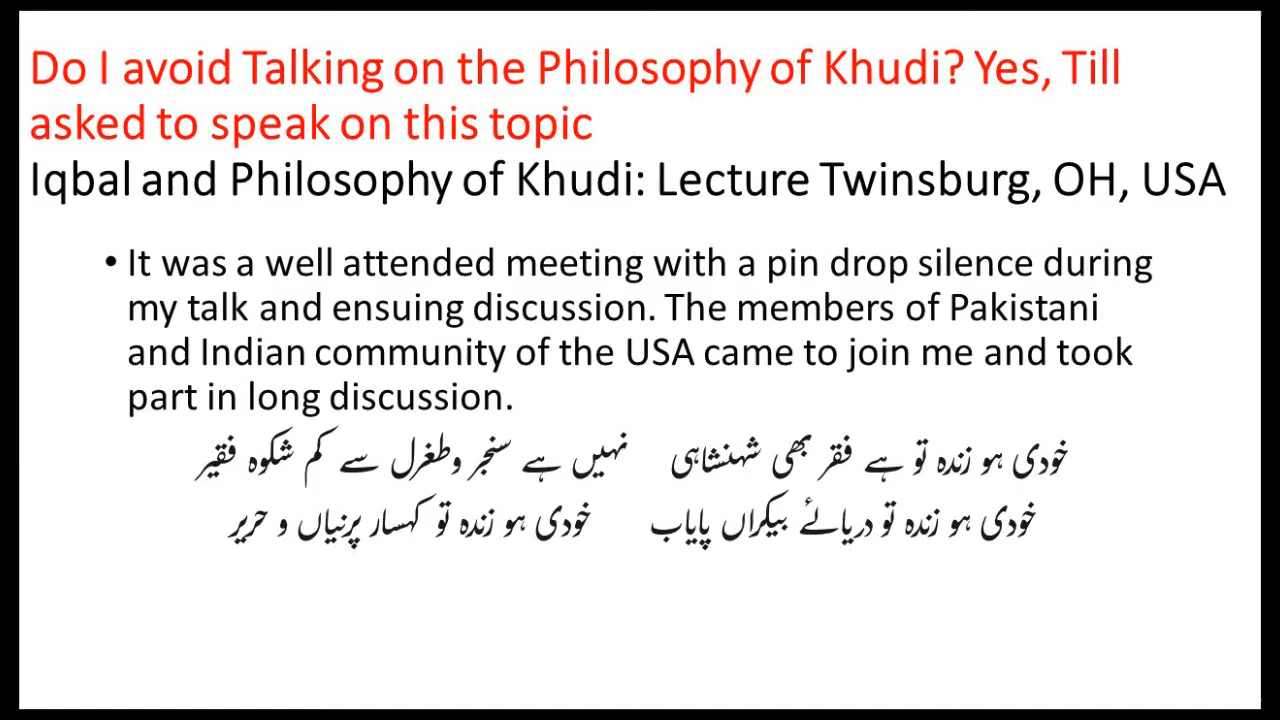 Do I avoid Talking on the Philosophy of Khudi? Yes, Till
asked to speak on this topic
Iqbal and Philosophy of Khudi: Lecture Twinsburg, OH, USA
• It was a well attended meeting with a pin drop silence during
my talk and ensuing discussion. The members of Pakistani
and Indian community of the USA came to join me and took
part in long discussion.
خودی ہو زندہ تو ہے فقر بھی شہنشاہی نہیں ہے سنجر وطغرل سے کم شکوہ فقیر
خودی ہو زندہ تو دریائے بیکراں پایاب خودی ہو زندہ تو کہسار پرنیاں و حریر